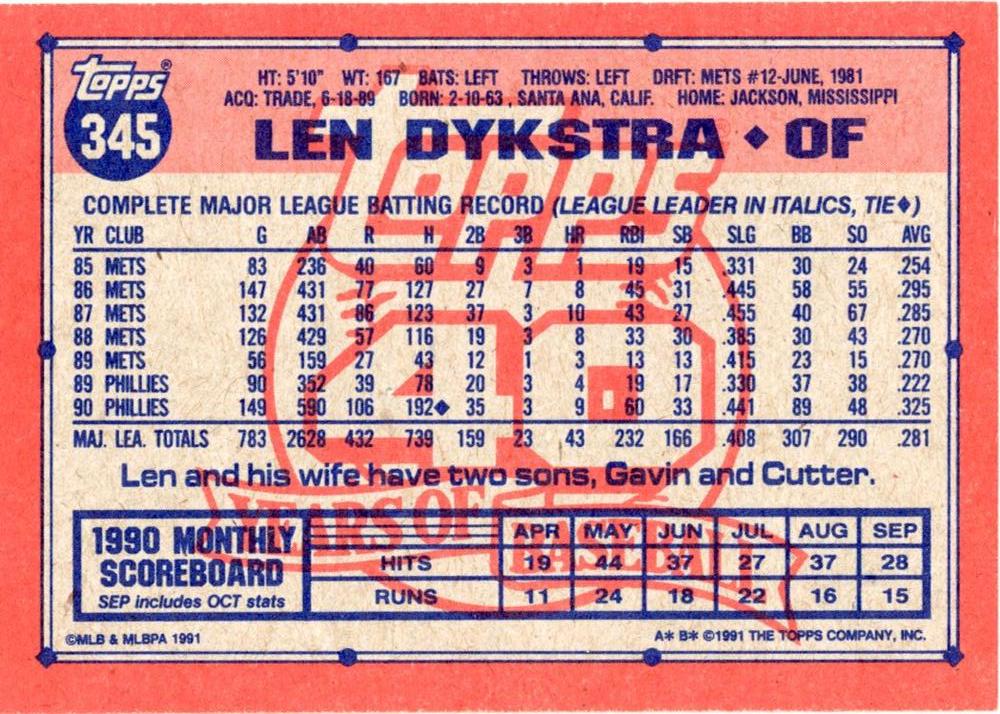 Topps®
345
HT: 5'10" WT: 167 BATS: LEFT THROWS: LEFT DRFT: METS #12-JUNE, 1981
ACQ: TRADE, 6-18-89 BORN: 2-10-63 , SANTA ANA, CALIF. HOME: JACKSON, MISSISSIPPI
LEN DYKSTRA ◆ OF
COMPLETE MAJOR LEAGUE BATTING RECORD (LEAGUE LEADER IN ITALICS, TIE◆)
YR CLUB G AB R H 2B 3B HR RBI SB SLG BB SO AVG
85 METS 83 236 40 60 9 3 1 19 15 .331 30 24 .254
86 METS 147 431 77 127 27 7 8 45 31 .445 58 55 .295
87 METS 132 431 86 123 37 3 10 43 27 .455 40 67 .285
88 METS 126 429 57 116 19 3 8 33 30 .385 30 43 .270
89 METS 56 159 27 43 12 1 3 13 13 .415 23 15 .270
89 PHILLIES 90 352 39 78 20 3 4 19 17 .330 37 38 .222
90 PHILLIES 149 590 106 192◆ 35 3 9 60 33 .441 89 48 .325
MAJ. LEA. TOTALS 783 2628 432 739 159 23 43 232 166 .408 307 290 .281
Len and his wife have two sons, Gavin and Cutter.
Topps
40
YEARS OF
BASEBALL
1990 MONTHLY
SCOREBOARD
SEP includes OCT stats
APR MAY JUN JUL AUG SEP
HITS 19 44 37 27 37 28
RUNS 11 24 18 22 16 15
©MLB & MLBPA 1991 A* B* ©1991 THE TOPPS COMPANY, INC.